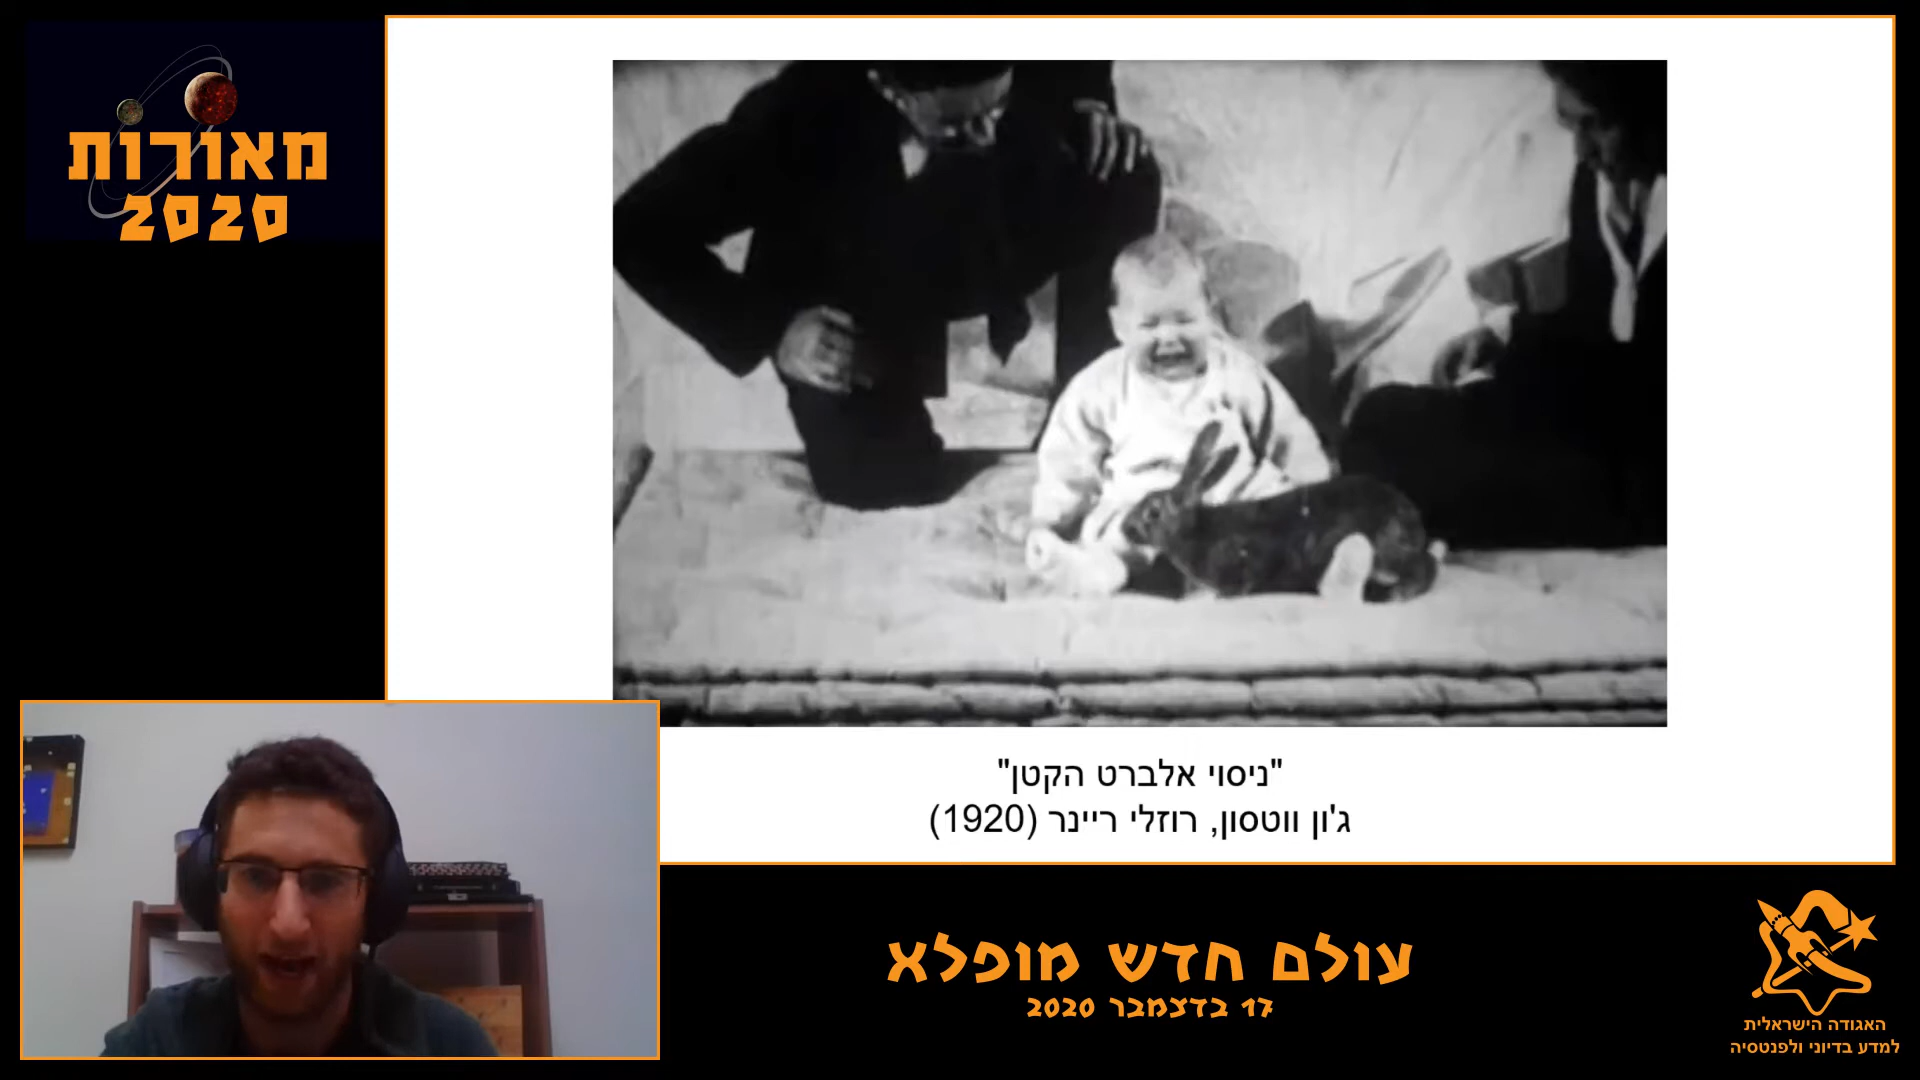 מאורות
2020
"ניסוי אלברט הקטן"
ג'ון ווטסון, רוזלי ריינר (1920)
עולם חדש מופלא
17 בדצמבר 2020
האגודה הישראלית
למדע בדיוני ולפנטסיה